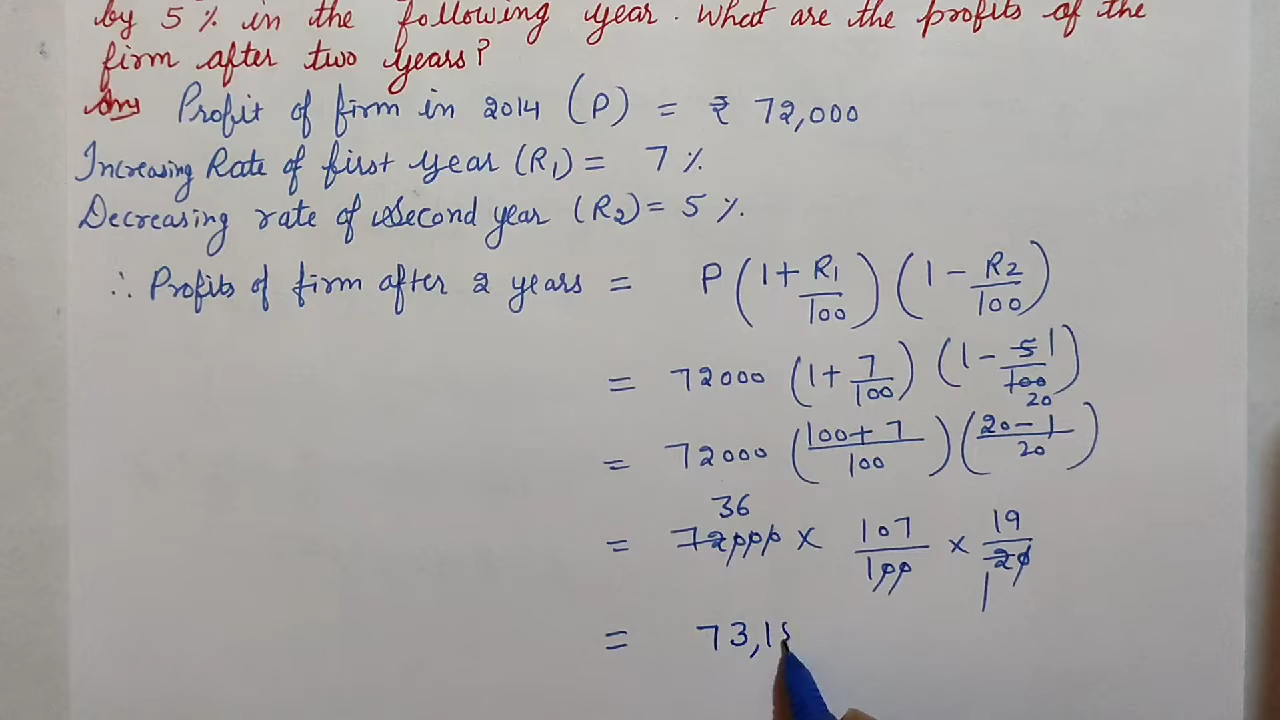 by 5 % in the following year. What are the profits of the
firm after two years?
Ans Profit of firm in 2014 (P) = ₹ 72,000
Increasing Rate of first year (R1) = 7 %.
Decreasing rate of Second year (R2) = 5 %.
∴ Profits of firm after 2 years = P (1 + R1/100) (1 - R2/100)
= 72000 (1 + 7/100) (1 - 5 1/100 20)
= 72000 (100 + 7/100) (20 - 1/20)
36
= 72000 × 107/100 × 19/20
1
= 73,1